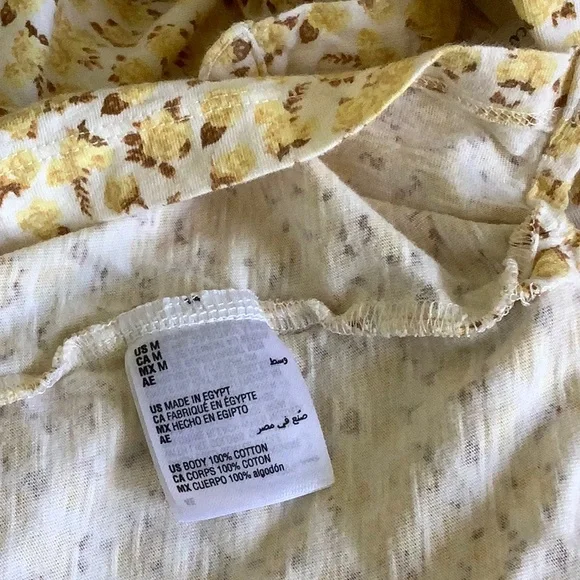 US M
CA M
MX M
AE وسط
US MADE IN EGYPT
CA FABRIQUÉ EN ÉGYPTE
MX HECHO EN EGIPTO
AE صنع في مصر
US BODY 100% COTTON
CA CORPS 100% COTON
MX CUERPO 100% algodón